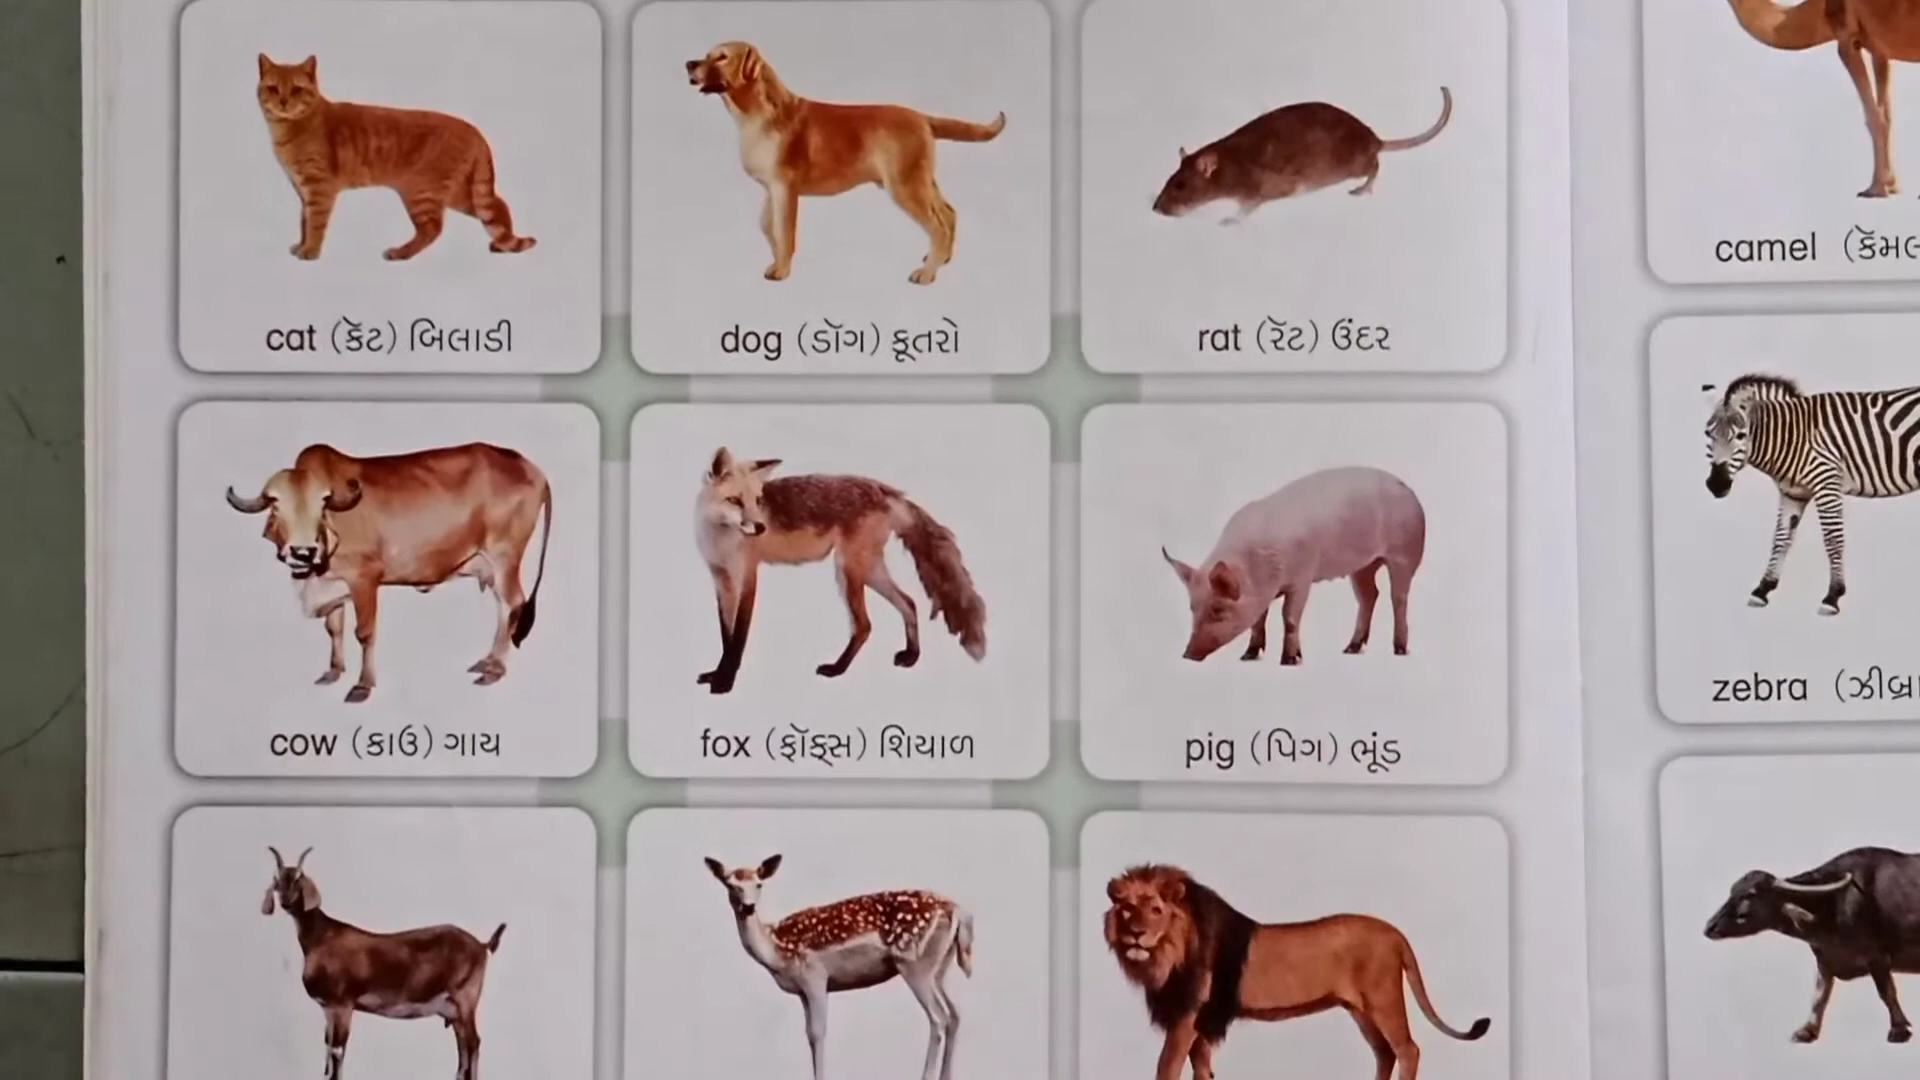 cat (કૅટ) બિલાડી
dog (ડૉગ) કૂતરો
rat (રૅટ) ઉંદર
camel
cow (કાઉ) ગાય
fox (ફૉક્સ) શિયાળ
pig (પિગ) ભૂંડ
zebra